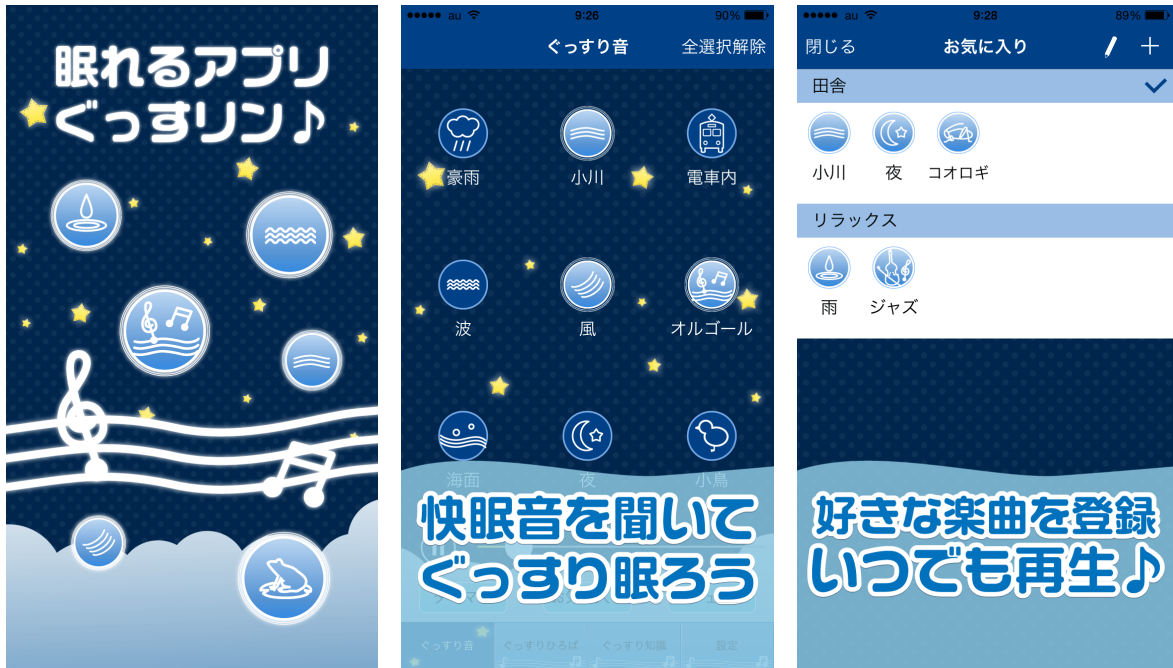 眠れるアプリ
ぐっすリン♪
au 9:26 90%
ぐっすり音 全選択解除
豪雨 小川 電車内
波 風 オルゴール
海面 夜 小鳥
快眠音を聞いて
ぐっすり眠ろう
ぐっすり音 ぐっすりひろば ぐっすり知識 設定
au 9:28 89%
閉じる お気に入り
田舎
小川 夜 コオロギ
リラックス
雨 ジャズ
好きな楽曲を登録
いつでも再生♪